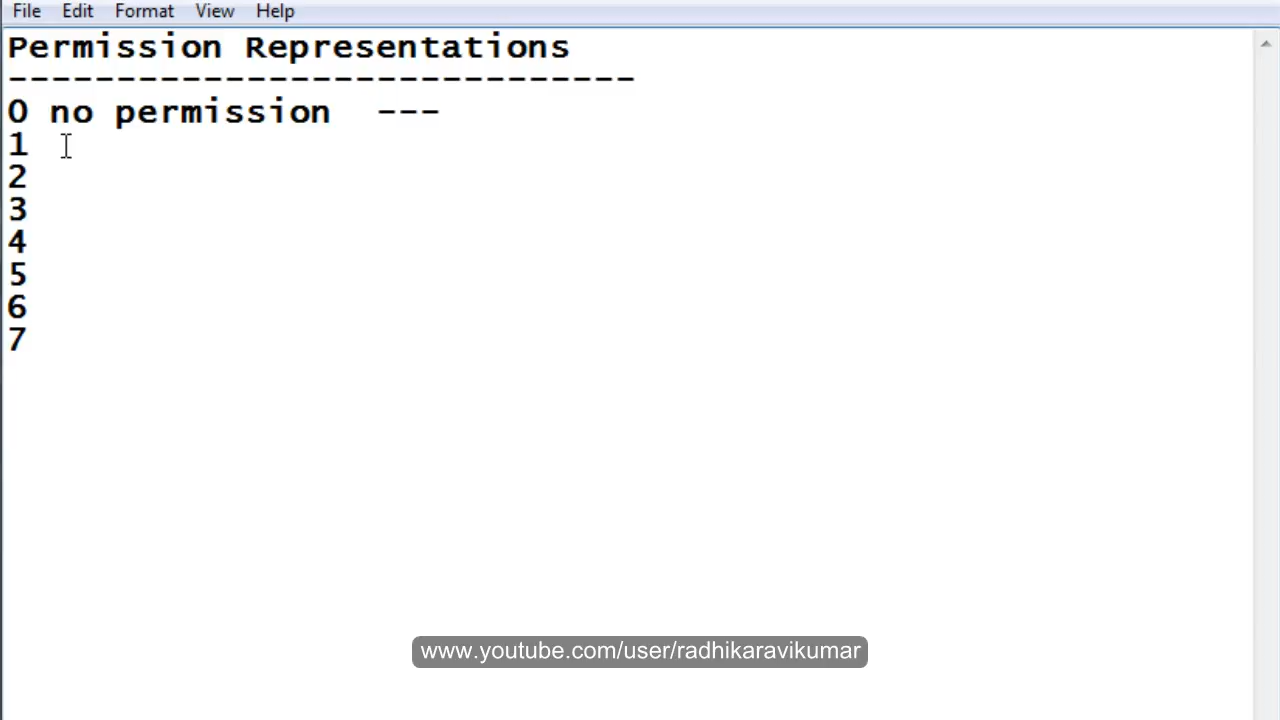 File Edit Format View Help
Permission Representations
-----------------------------
0 no permission ---
1
2
3
4
5
6
7
www.youtube.com/user/radhikaravikumar